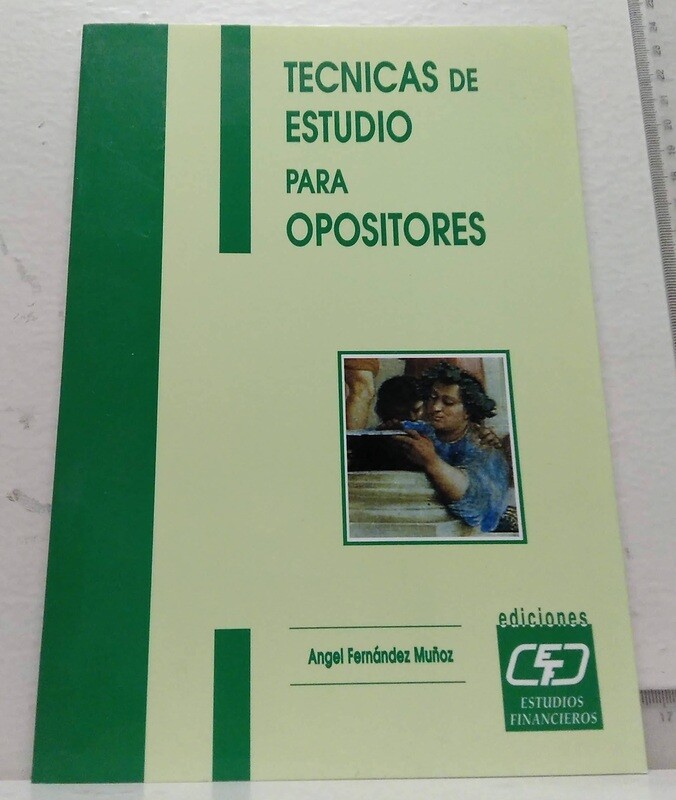 TECNICAS DE
ESTUDIO
PARA
OPOSITORES
Angel Fernández Muñoz
ediciones
CEF
ESTUDIOS
FINANCIEROS